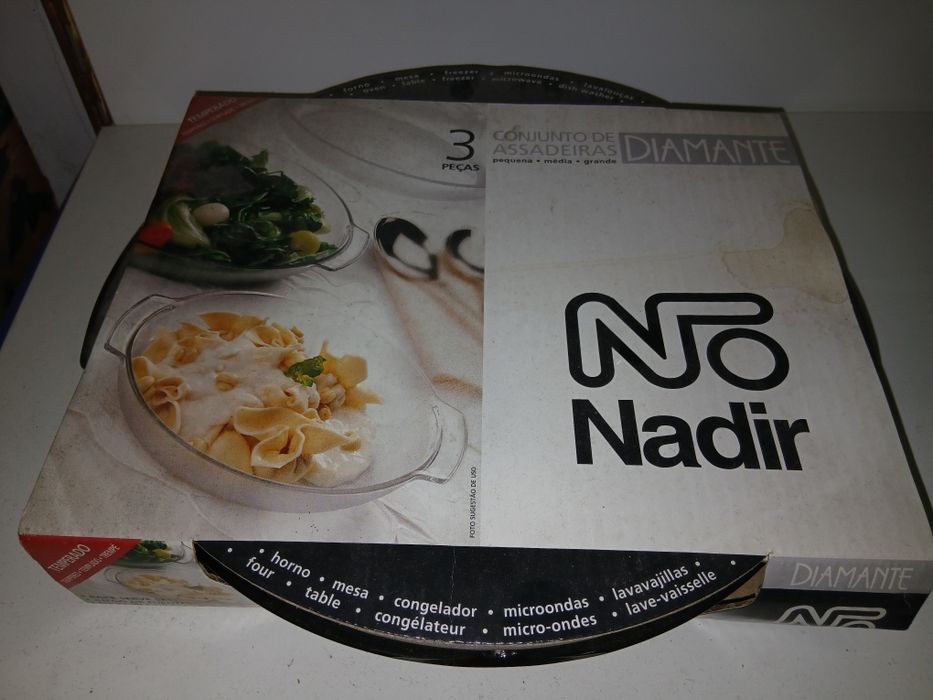 forno • mesa • freezer • microondas • lavalouças
oven • table • freezer • microwave • dish washer
TEMPERADO
3
PEÇAS
CONJUNTO DE
ASSADEIRAS
pequena • média • grande
DIAMANTE
Nadir
FOTO SUGESTÃO DE USO
TEMPERADO
horno • mesa • congelador • microondas • lavavajillas
four • table • congélateur • micro-ondes • lave-vaisselle
DIAMANTE